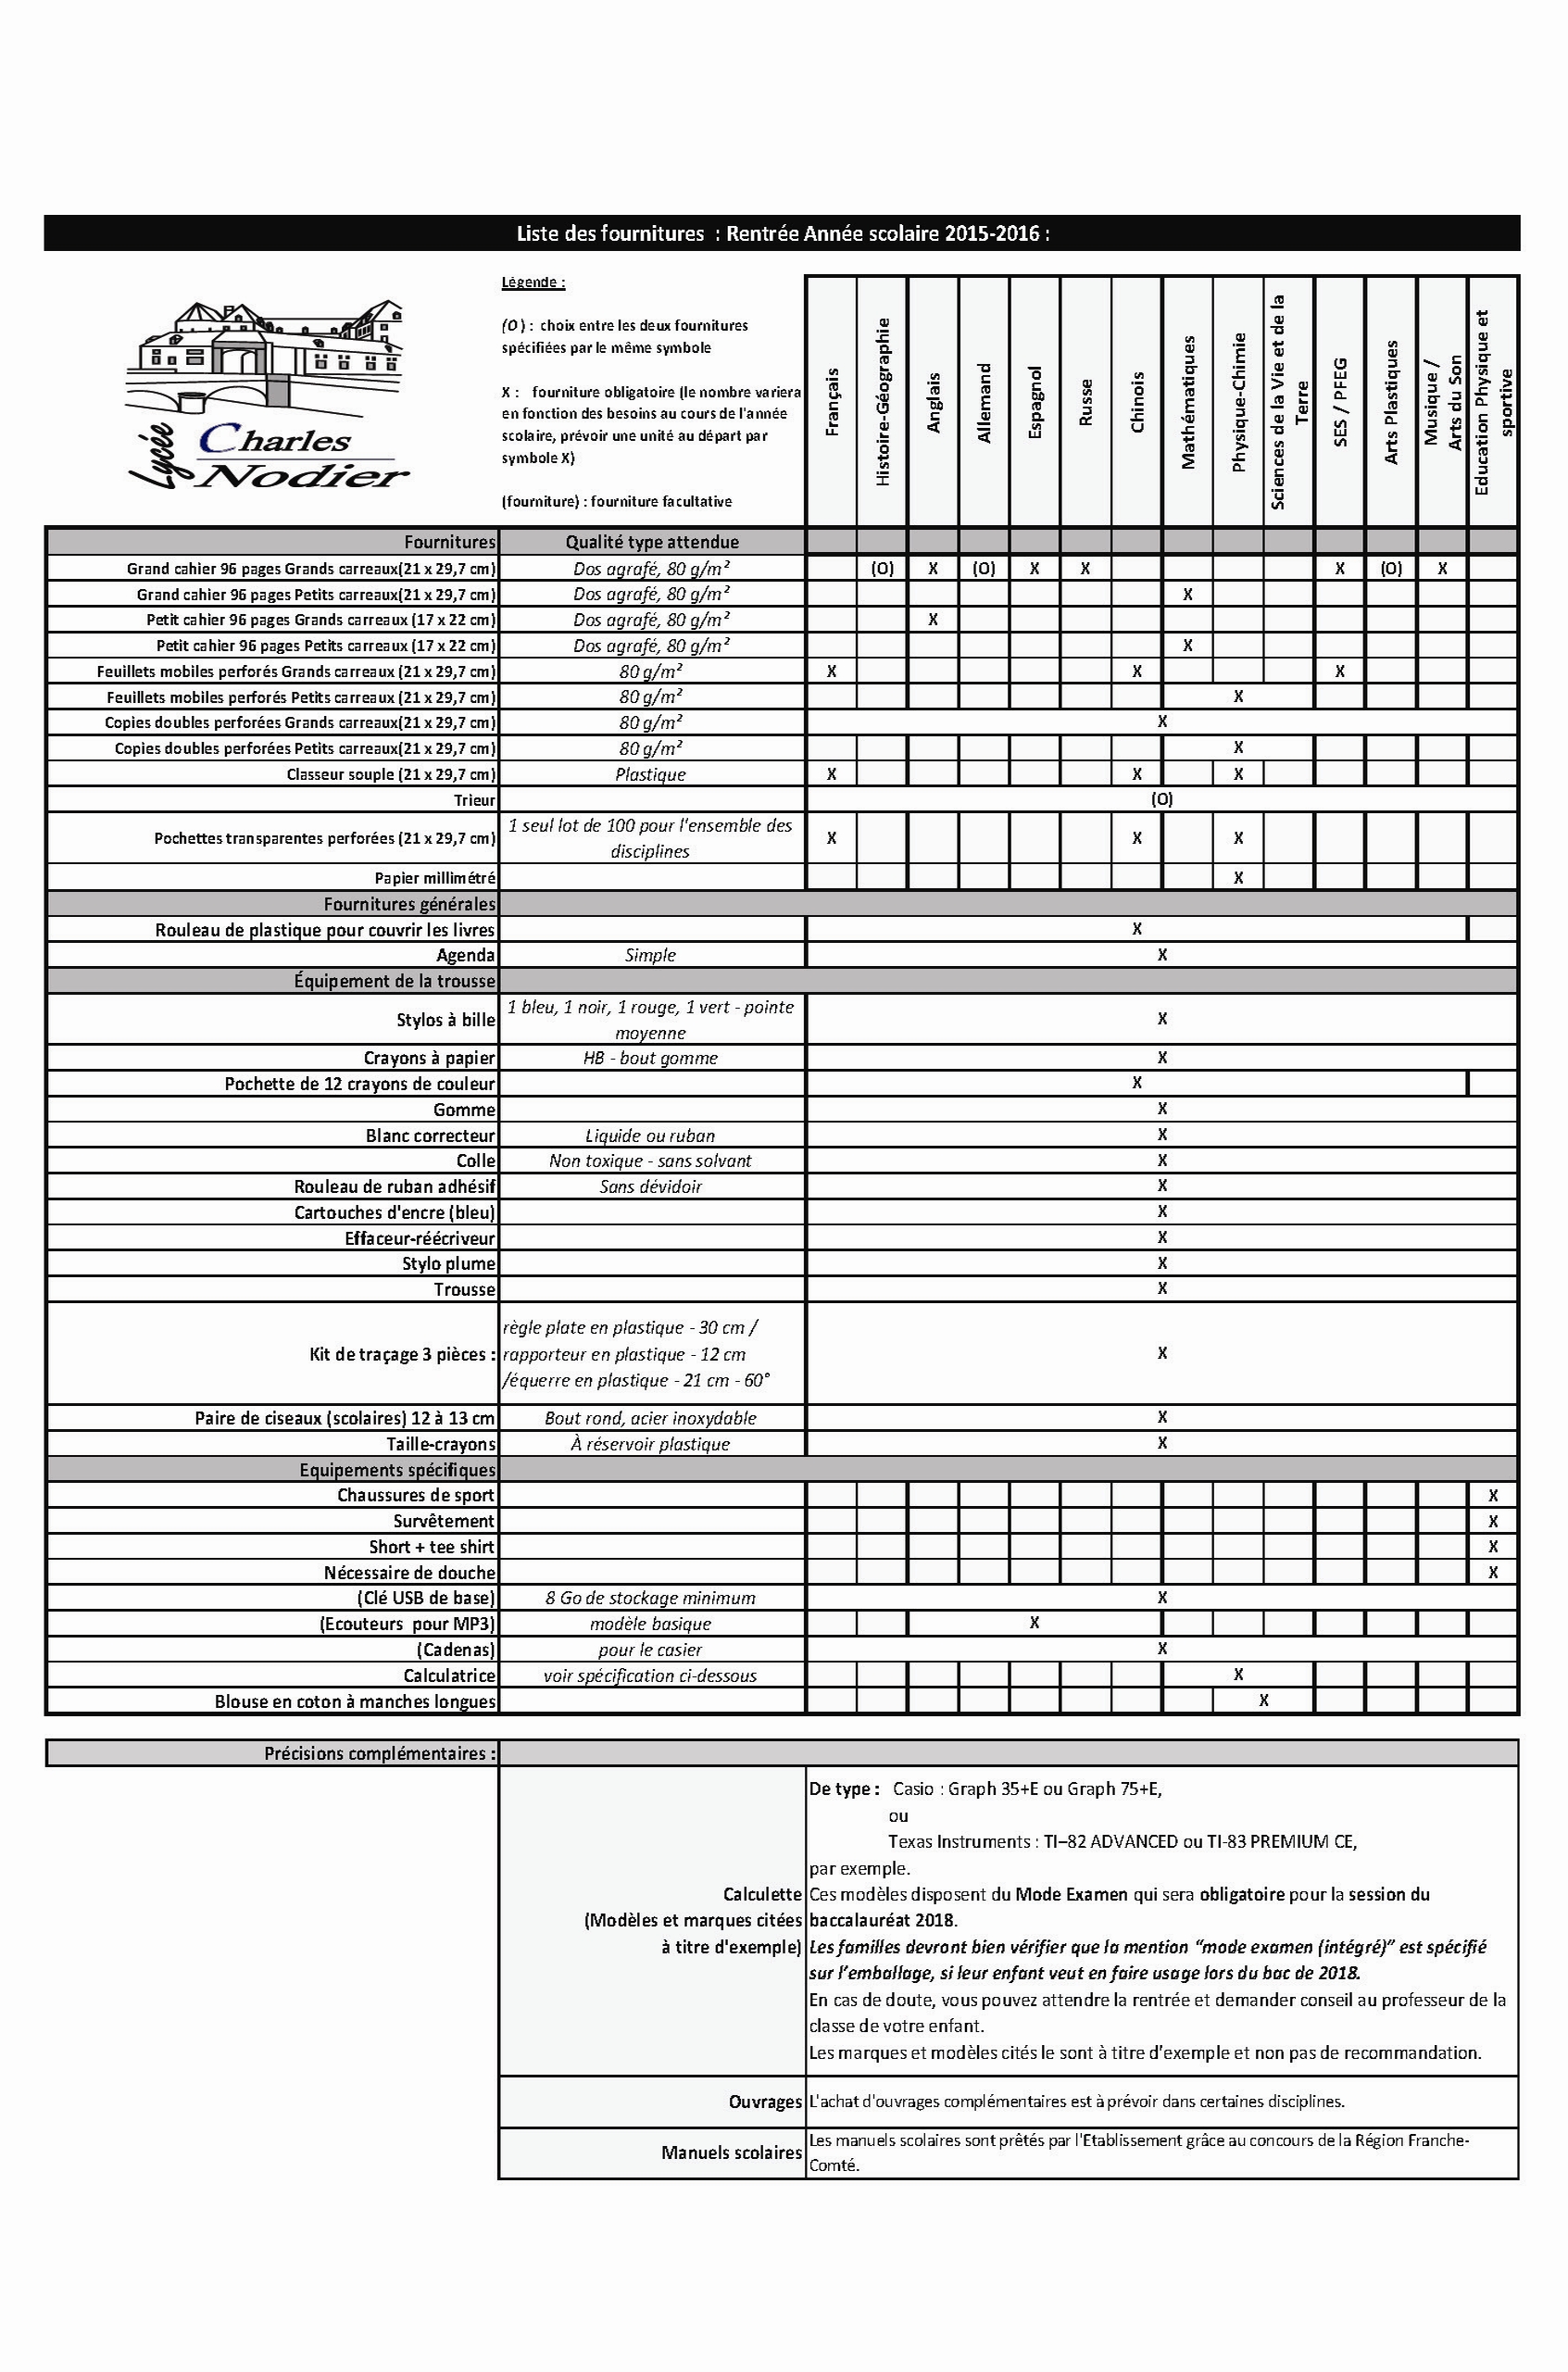 Liste des fournitures  : Rentrée Année scolaire 2015-2016 :
Lycée
Charles
Nodier
Légende :
(O ) :  choix entre les deux fournitures
spécifiées par le même symbole
X :   fourniture obligatoire (le nombre variera
en fonction des besoins au cours de l'année
scolaire, prévoir une unité au départ par
symbole X)
(fourniture) : fourniture facultative
Français
Histoire-Géographie
Anglais
Allemand
Espagnol
Russe
Chinois
Mathématiques
Physique-Chimie
Sciences de la Vie et de la
Terre
SES / PFEG
Arts Plastiques
Musique /
Arts du Son
Education Physique et
sportive
Fournitures Qualité type attendue
Grand cahier 96 pages Grands carreaux(21 x 29,7 cm) Dos agrafé, 80 g/m² (O) X (O) X X X (O) X
Grand cahier 96 pages Petits carreaux(21 x 29,7 cm) Dos agrafé, 80 g/m² X
Petit cahier 96 pages Grands carreaux (17 x 22 cm) Dos agrafé, 80 g/m² X
Petit cahier 96 pages Petits carreaux (17 x 22 cm) Dos agrafé, 80 g/m² X
Feuillets mobiles perforés Grands carreaux (21 x 29,7 cm) 80 g/m² X X X
Feuillets mobiles perforés Petits carreaux (21 x 29,7 cm) 80 g/m² X
Copies doubles perforées Grands carreaux(21 x 29,7 cm) 80 g/m² X
Copies doubles perforées Petits carreaux(21 x 29,7 cm) 80 g/m² X
Classeur souple (21 x 29,7 cm) Plastique X X X
Trieur (O)
Pochettes transparentes perforées (21 x 29,7 cm) 1 seul lot de 100 pour l'ensemble des
disciplines X X X
Papier millimétré X
Fournitures générales
Rouleau de plastique pour couvrir les livres X
Agenda Simple X
Équipement de la trousse
Stylos à bille 1 bleu, 1 noir, 1 rouge, 1 vert - pointe
moyenne X
Crayons à papier HB - bout gomme X
Pochette de 12 crayons de couleur X
Gomme X
Blanc correcteur Liquide ou ruban X
Colle Non toxique - sans solvant X
Rouleau de ruban adhésif Sans dévidoir X
Cartouches d'encre (bleu) X
Effaceur-réécriveur X
Stylo plume X
Trousse X
Kit de traçage 3 pièces : règle plate en plastique - 30 cm /
rapporteur en plastique - 12 cm
/équerre en plastique - 21 cm - 60° X
Paire de ciseaux (scolaires) 12 à 13 cm Bout rond, acier inoxydable X
Taille-crayons À réservoir plastique X
Equipements spécifiques
Chaussures de sport X
Survêtement X
Short + tee shirt X
Nécessaire de douche X
(Clé USB de base) 8 Go de stockage minimum X
(Ecouteurs  pour MP3) modèle basique X
(Cadenas) pour le casier X
Calculatrice voir spécification ci-dessous X
Blouse en coton à manches longues X
Précisions complémentaires :
Calculette
(Modèles et marques citées
à titre d'exemple)
De type :   Casio : Graph 35+E ou Graph 75+E,
ou
Texas Instruments : TI–82 ADVANCED ou TI-83 PREMIUM CE,
par exemple.
Ces modèles disposent du Mode Examen qui sera obligatoire pour la session du
baccalauréat 2018.
Les familles devront bien vérifier que la mention “mode examen (intégré)” est spécifié
sur l’emballage, si leur enfant veut en faire usage lors du bac de 2018.
En cas de doute, vous pouvez attendre la rentrée et demander conseil au professeur de la
classe de votre enfant.
Les marques et modèles cités le sont à titre d’exemple et non pas de recommandation.
Ouvrages L'achat d'ouvrages complémentaires est à prévoir dans certaines disciplines.
Manuels scolaires Les manuels scolaires sont prêtés par l'Etablissement grâce au concours de la Région Franche-
Comté.